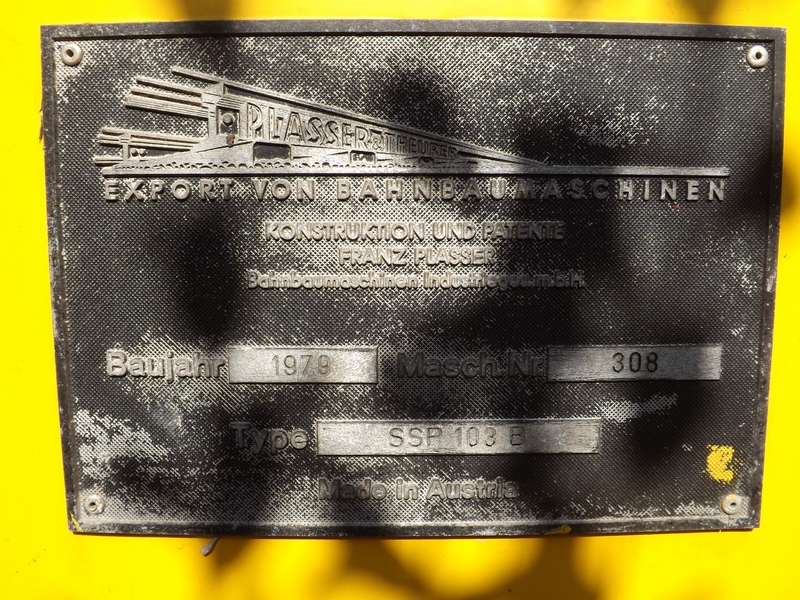 PLASSER & THEURER
EXPORT VON BAHNBAUMASCHINEN
KONSTRUKTION UND PATENTE
FRANZ PLASSER
Bahnbaumaschinen Industrieges.m.b.H.
Baujahr 1979 Masch.Nr. 308
Type SSP 103
Made in Austria